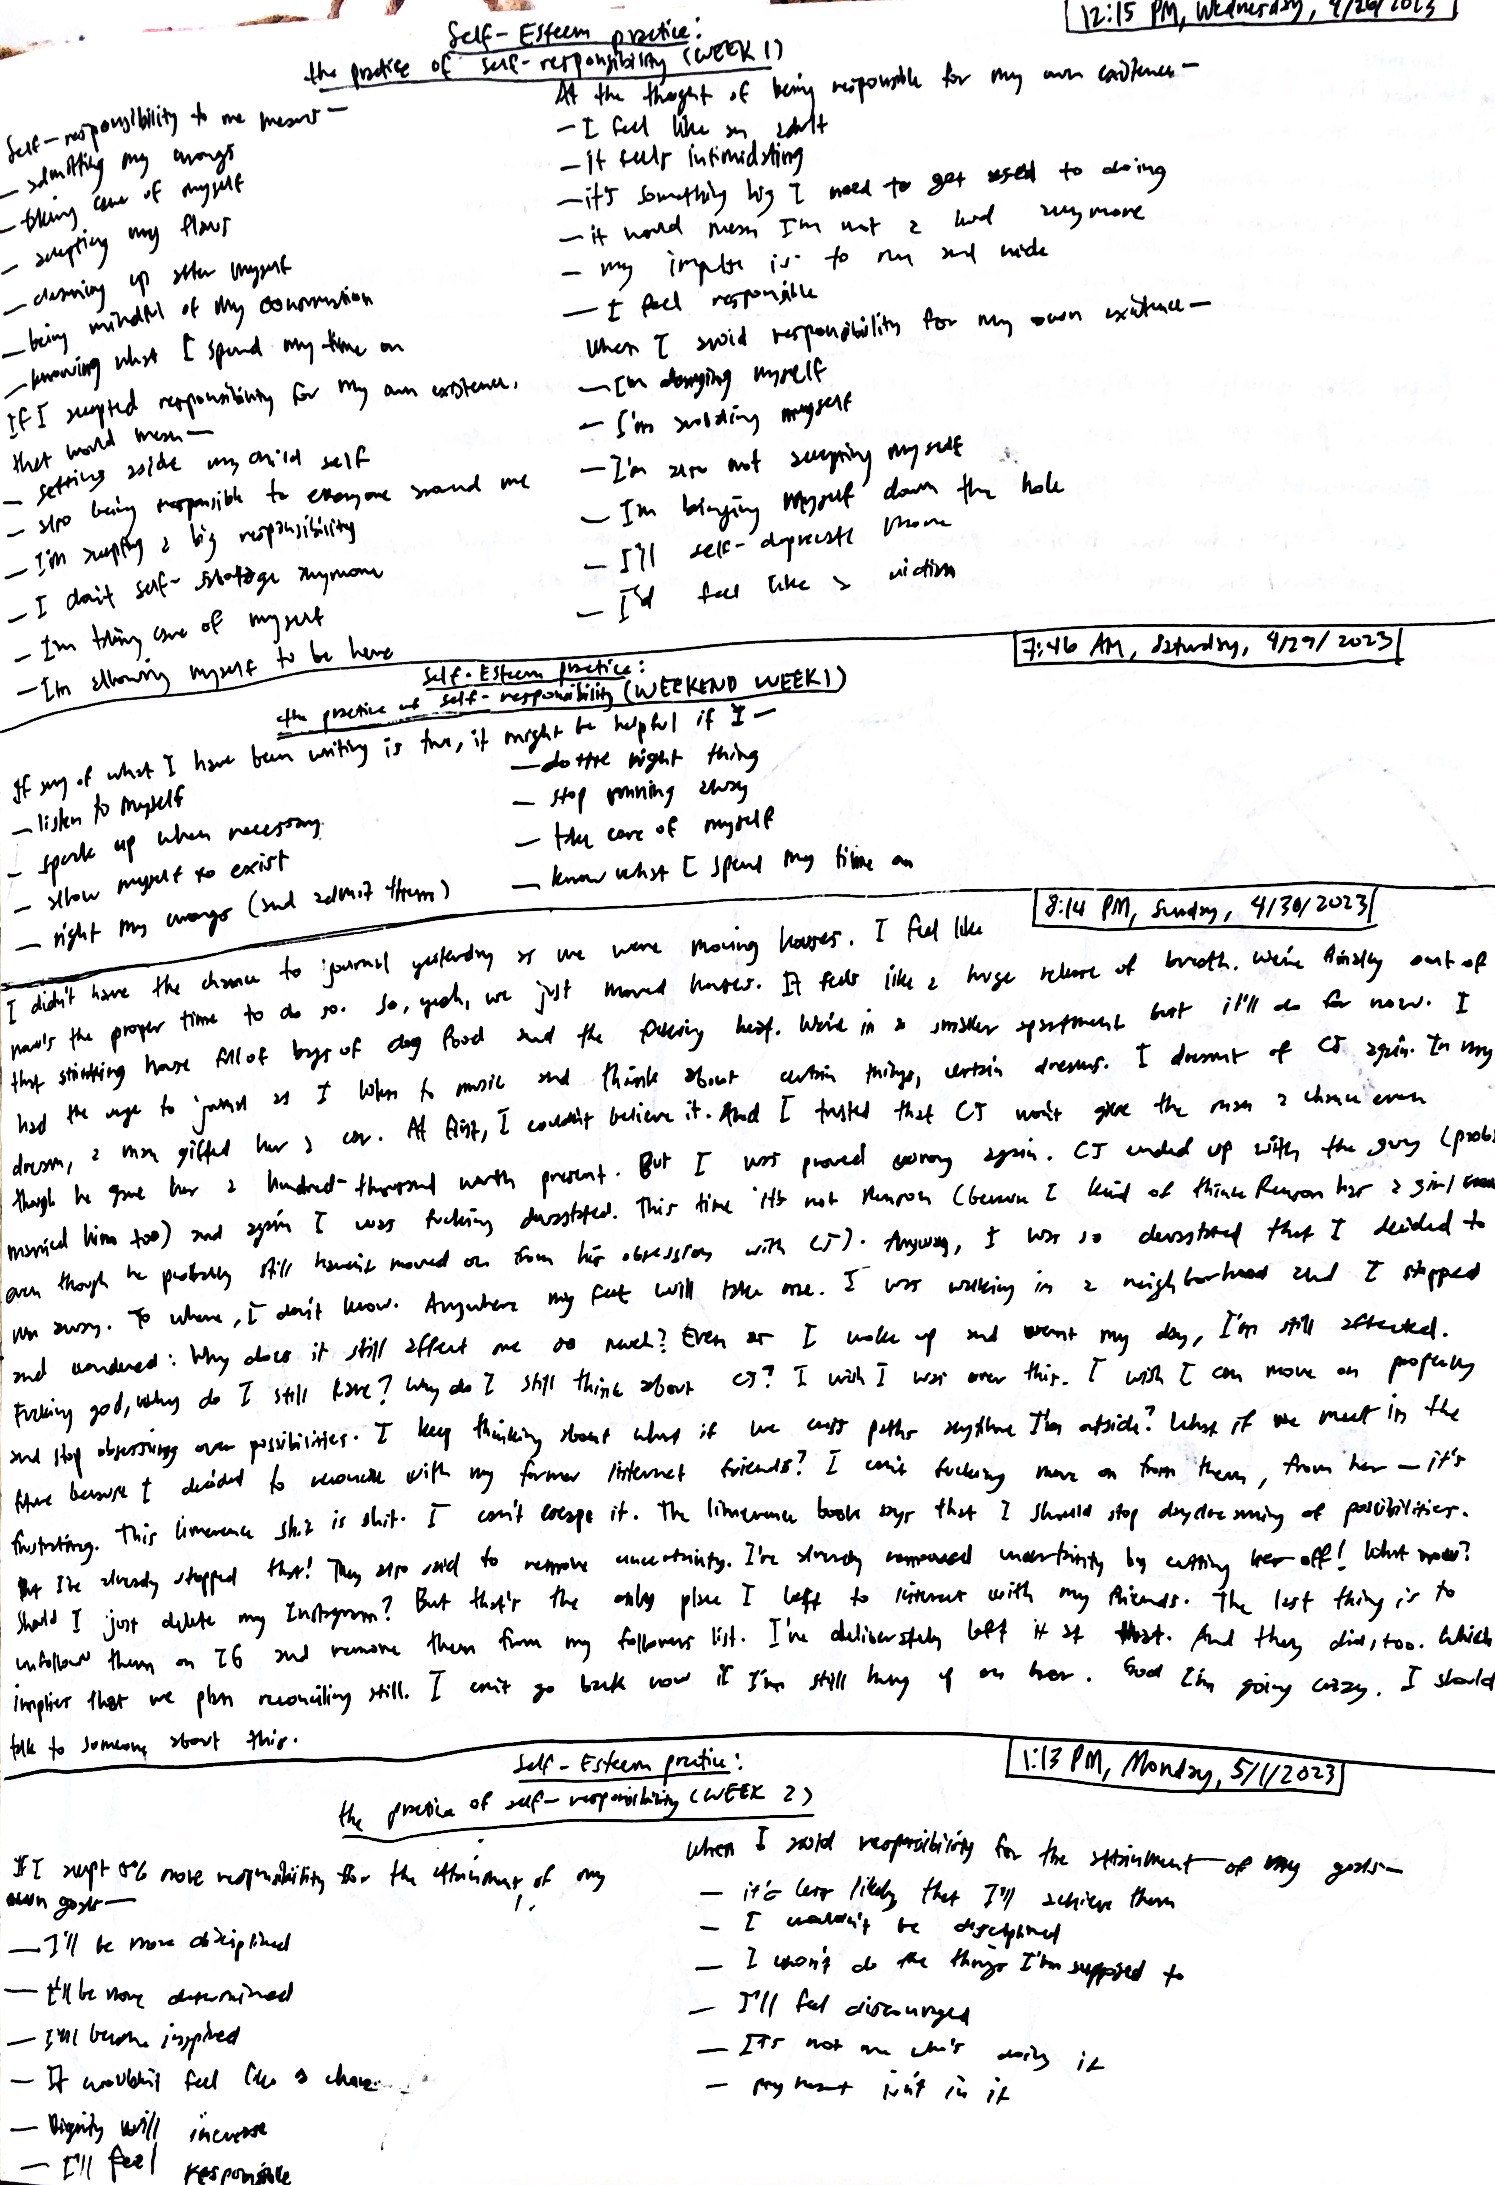 12:15 PM, Wednesday, 4/26/2023
Self-Esteem practice:
the practice of self-responsibility (WEEK 1)
Self-responsibility to me means—
— admitting my wrongs
— taking care of myself
— accepting my flaws
— cleaning up after myself
— being mindful of my consumption
— knowing what I spend my time on
If I accepted responsibility for my own existence,
that would mean—
— setting aside my child self
— also being responsible to everyone around me
— I'm accepting a big responsibility
— I don't self-sabotage anymore
— I'm taking care of myself
— I'm allowing myself to be here
At the thought of being responsible for my own existence—
— I feel like an adult
— it feels intimidating
— it's something big I need to get used to doing
— it would mean I'm not a kid anymore
— my impulse is to run and hide
— I feel responsible
When I avoid responsibility for my own existence—
— I'm denying myself
— I'm avoiding myself
— I'm also not accepting myself
— I'm bringing myself down the hole
— I'll self-deprecate more
— I'd feel like a victim
7:46 AM, Saturday, 4/29/2023
Self-Esteem practice:
the practice of self-responsibility (WEEKEND WEEK 1)
If any of what I have been writing is true, it might be helpful if I—
— listen to myself
— speak up when necessary
— allow myself to exist
— right my wrongs (and admit them)
— do the right thing
— stop running away
— take care of myself
— know what I spend my time on
8:14 PM, Sunday, 4/30/2023
I didn't have the chance to journal yesterday as we were moving houses. I feel like
now's the proper time to do so. So, yeah, we just moved houses. It feels like a huge release of breath. We're finally out of
that stinking house full of bags of dog food and the fucking heat. We're in a smaller apartment but it'll do for now. I
had the urge to journal as I listen to music and think about certain things, certain dreams. I dreamt of CJ again. In my
dream, a man gifted her a car. At first, I couldn't believe it. And I trusted that CJ won't give the man a chance even
though he gave her a hundred-thousand worth present. But I was proved wrong again. CJ ended up with the guy (prob
married him too) and again I was fucking devastated. This time it's not (because I kind of think has a girl
even though he probably still haven't moved on from his obsession with CJ). Anyway, I was so devastated that I decided to
run away. To where, I don't know. Anywhere my feet will take me. I was walking in a neighborhood and I stopped
and wondered: Why does it still affect me so much? Even as I woke up and went my day, I'm still affected.
Fucking god, why do I still care? Why do I still think about CJ? I wish I was over this. I wish I can move on properly
and stop obsessing over possibilities. I keep thinking about what if we cross paths anytime I'm outside? What if we meet in the
future because I decided to reconcile with my former internet friends? I can't fucking move on from them, from her — it's
frustrating. This limerence shit is shit. I can't escape it. The limerence book says that I should stop daydreaming of possibilities.
But I've already stopped that! They also said to remove uncertainty. I've already removed uncertainty by cutting her off! What now?
Should I just delete my Instagram? But that's the only place I left to interact with my friends. The last thing is to
unfollow them on IG and remove them from my followers list. I've deliberately left it at that. And they did, too. Which
implies that we plan reconciling still. I can't go back now if I'm still hung up on her. God I'm going crazy. I should
talk to someone about this.
1:13 PM, Monday, 5/1/2023
Self-Esteem practice:
the practice of self-responsibility (WEEK 2)
If I accept 5% more responsibility for the attainment of my
own goals—
— I'll be more disciplined
— I'll be more determined
— I'll become inspired
— It wouldn't feel like a chore
— Dignity will increase
— I'll feel responsible
When I avoid responsibility for the attainment of my goals—
— it's less likely that I'll achieve them
— I wouldn't be disciplined
— I won't do the things I'm supposed to
— I'll feel discouraged
— It's not me who's doing it
— my heart isn't in it